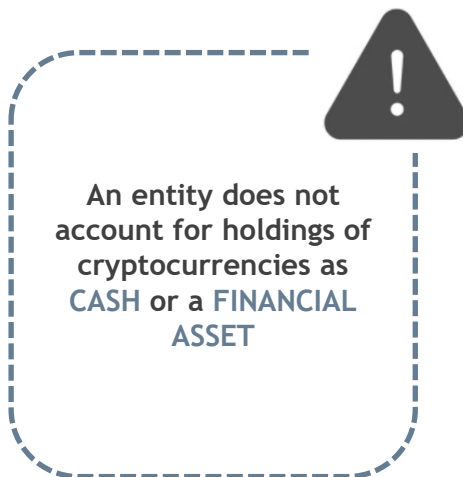 An entity does not
account for holdings of
cryptocurrencies as
CASH or a FINANCIAL
ASSET